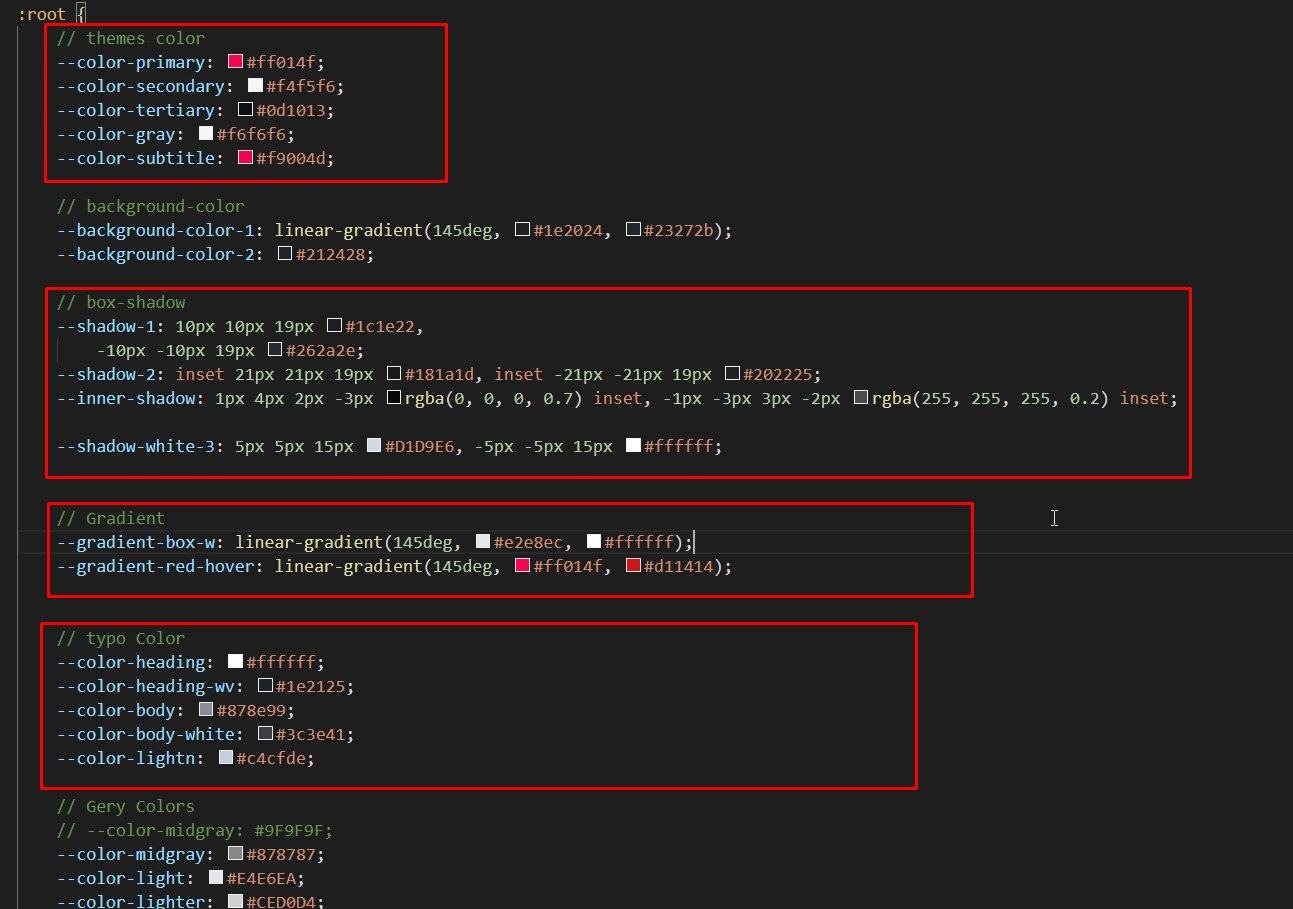 :root {
// themes color
--color-primary: #ff014f;
--color-secondary: #f4f5f6;
--color-tertiary: #0d1013;
--color-gray: #f6f6f6;
--color-subtitle: #f9004d;
// background-color
--background-color-1: linear-gradient(145deg, #1e2024, #23272b);
--background-color-2: #212428;
// box-shadow
--shadow-1: 10px 10px 19px #1c1e22,
-10px -10px 19px #262a2e;
--shadow-2: inset 21px 21px 19px #181a1d, inset -21px -21px 19px #202225;
--inner-shadow: 1px 4px 2px -3px rgba(0, 0, 0, 0.7) inset, -1px -3px 3px -2px rgba(255, 255, 255, 0.2) inset;
--shadow-white-3: 5px 5px 15px #D1D9E6, -5px -5px 15px #ffffff;
// Gradient
--gradient-box-w: linear-gradient(145deg, #e2e8ec, #ffffff);
--gradient-red-hover: linear-gradient(145deg, #ff014f, #d11414);
// typo Color
--color-heading: #ffffff;
--color-heading-wv: #1e2125;
--color-body: #878e99;
--color-body-white: #3c3e41;
--color-lightn: #c4cfde;
// Gery Colors
// --color-midgray: #9F9F9F;
--color-midgray: #878787;
--color-light: #E4E6EA;
--color-lighter: #CED0D4;